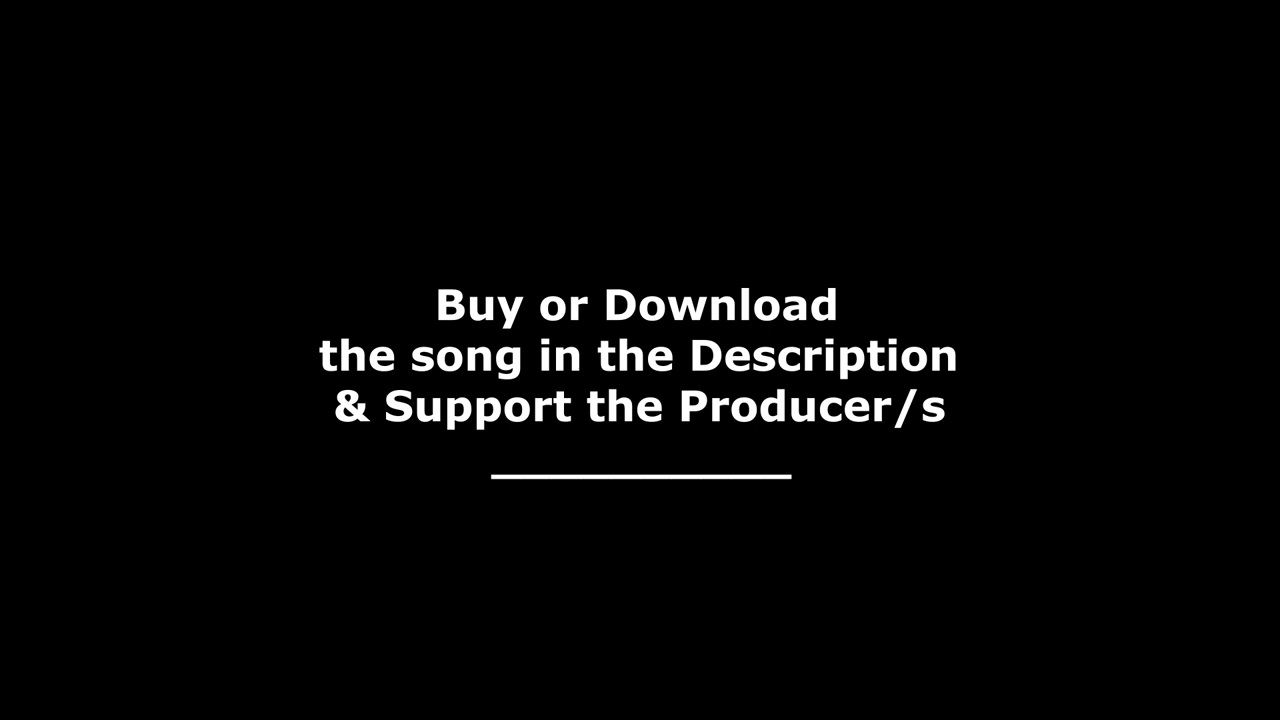 Buy or Download
the song in the Description
& Support the Producer/s